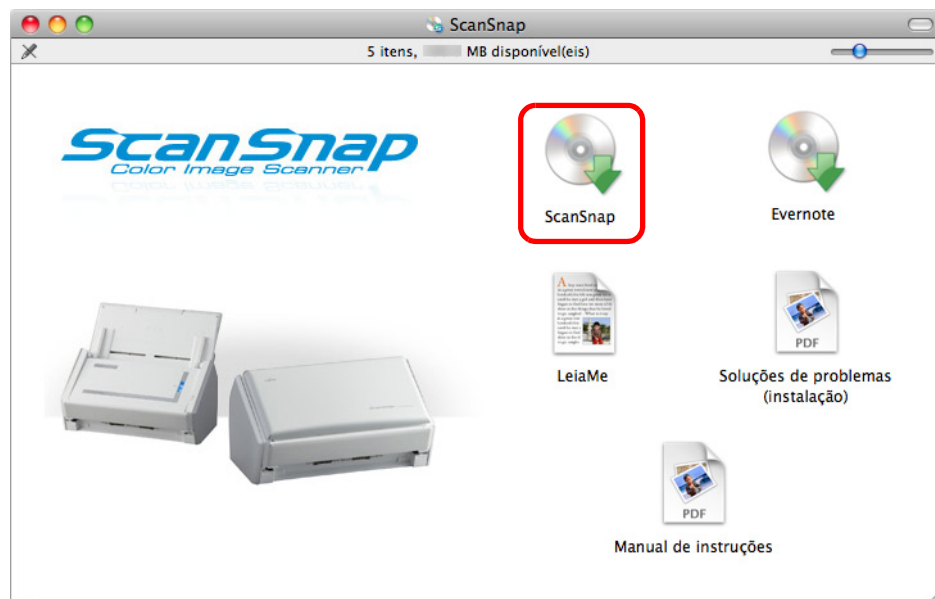 ScanSnap
5 itens, MB disponível(eis)
ScanSnap
Color Image Scanner
ScanSnap
Evernote
LeiaMe
PDF
Soluções de problemas
(instalação)
PDF
Manual de instruções